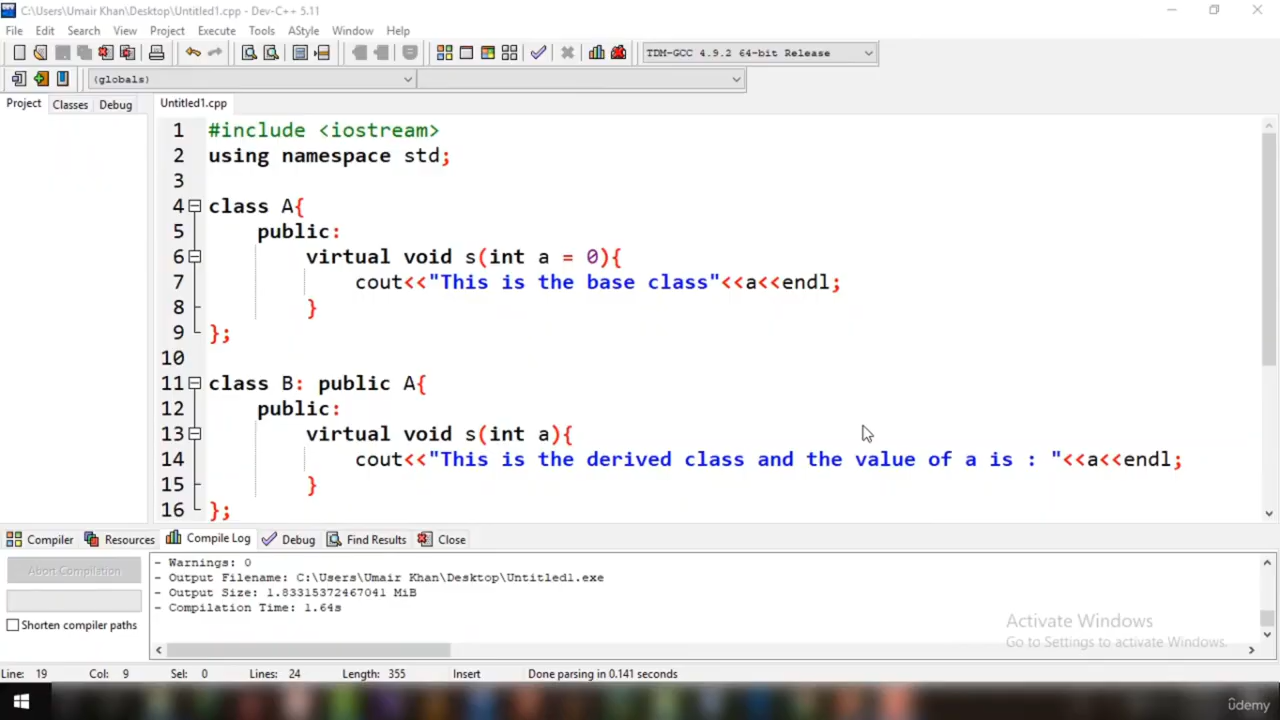 C:\Users\Umair Khan\Desktop\Untitled1.cpp - Dev-C++ 5.11
File Edit Search View Project Execute Tools AStyle Window Help
TDM-GCC 4.9.2 64-bit Release
(globals)
Project Classes Debug Untitled1.cpp
1 #include <iostream>
2 using namespace std;
3
4 class A{
5 public:
6 virtual void s(int a = 0){
7 cout<<"This is the base class"<<a<<endl;
8 }
9 };
10
11 class B: public A{
12 public:
13 virtual void s(int a){
14 cout<<"This is the derived class and the value of a is : "<<a<<endl;
15 }
16 };
Compiler Resources Compile Log Debug Find Results Close
Abort Compilation
Shorten compiler paths
- Warnings: 0
- Output Filename: C:\Users\Umair Khan\Desktop\Untitled1.exe
- Output Size: 1.83315372467041 MiB
- Compilation Time: 1.64s
Activate Windows
Go to Settings to activate Windows.
Line: 19 Col: 9 Sel: 0 Lines: 24 Length: 355 Insert Done parsing in 0.141 seconds
ûdemy